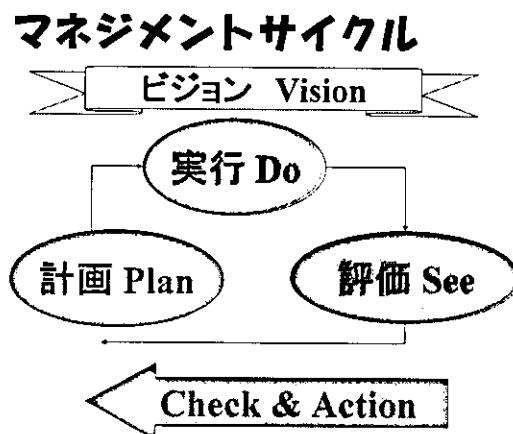 マネジメントサイクル
ビジョン Vision
実行 Do
計画 Plan
評価 See
Check & Action